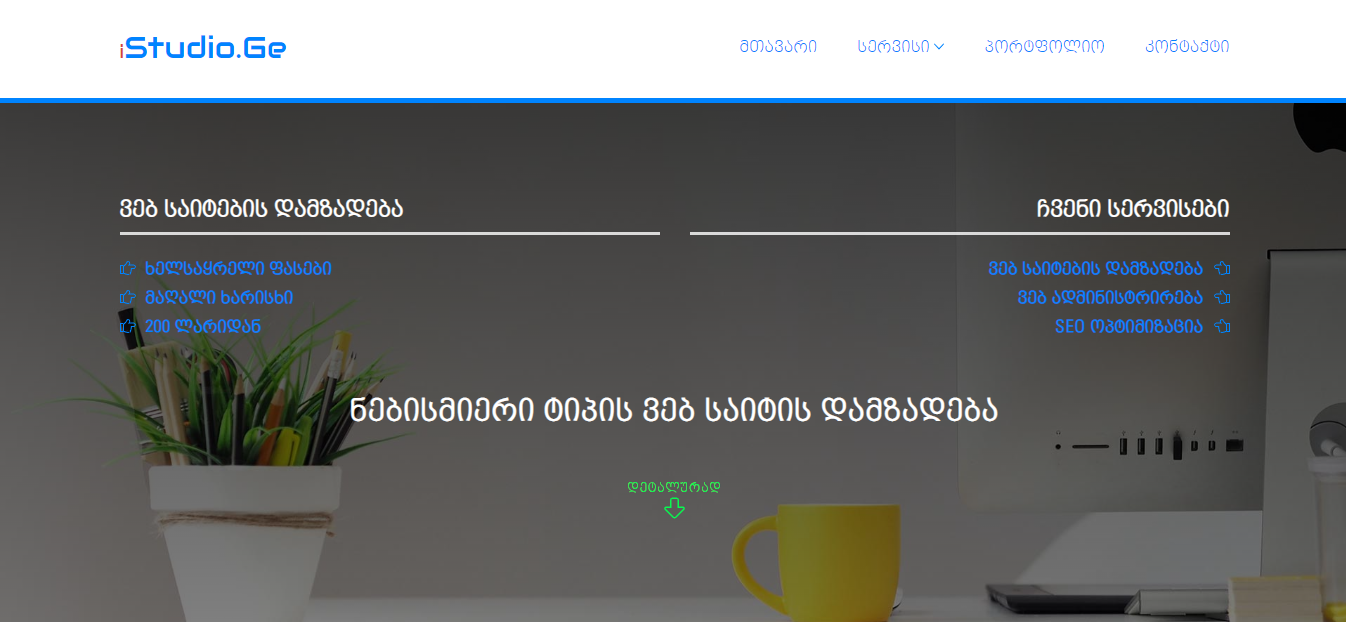 iStudio.Ge
მთავარი
სერვისი
პორტფოლიო
კონტაქტი
ვებ საიტების დამზადება
ხელსაყრელი ფასები
მაღალი ხარისხი
200 ლარიდან
ჩვენი სერვისები
ვებ საიტების დამზადება
ვებ ადმინისტრირება
SEO ოპტიმიზაცია
ნებისმიერი ტიპის ვებ საიტის დამზადება
დეტალურად